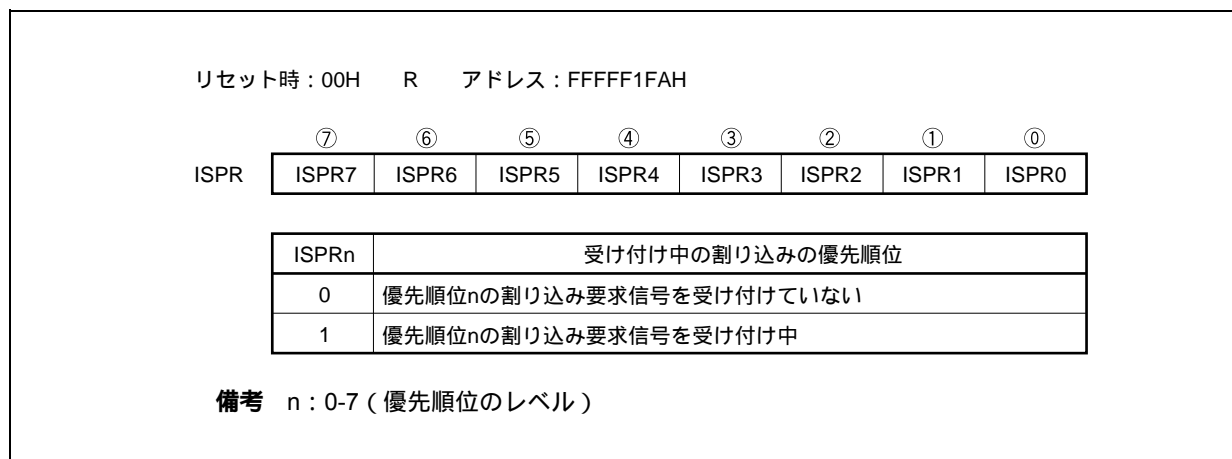 リセット時：00H　R　アドレス：FFFFF1FAH
⑦ ⑥ ⑤ ④ ③ ② ① ⓪
ISPR ISPR7 ISPR6 ISPR5 ISPR4 ISPR3 ISPR2 ISPR1 ISPR0
ISPRn 受け付け中の割り込みの優先順位
0 優先順位nの割り込み要求信号を受け付けていない
1 優先順位nの割り込み要求信号を受け付け中
備考　n：0-7（優先順位のレベル）